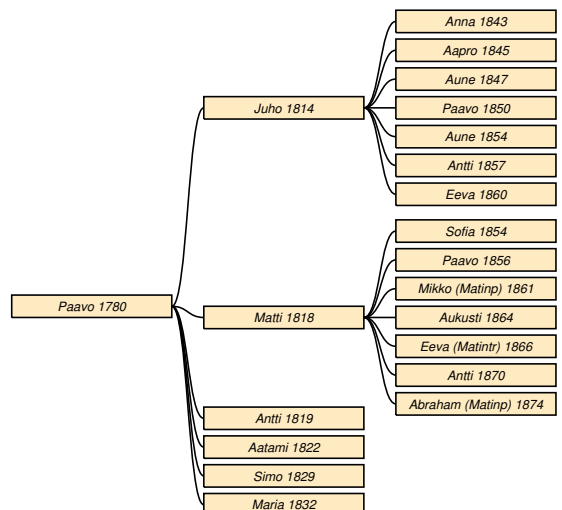 Paavo 1780
Juho 1814
Anna 1843
Aapro 1845
Aune 1847
Paavo 1850
Aune 1854
Antti 1857
Eeva 1860
Matti 1818
Sofia 1854
Paavo 1856
Mikko (Matinp) 1861
Aukusti 1864
Eeva (Matintr) 1866
Antti 1870
Abraham (Matinp) 1874
Antti 1819
Aatami 1822
Simo 1829
Maria 1832